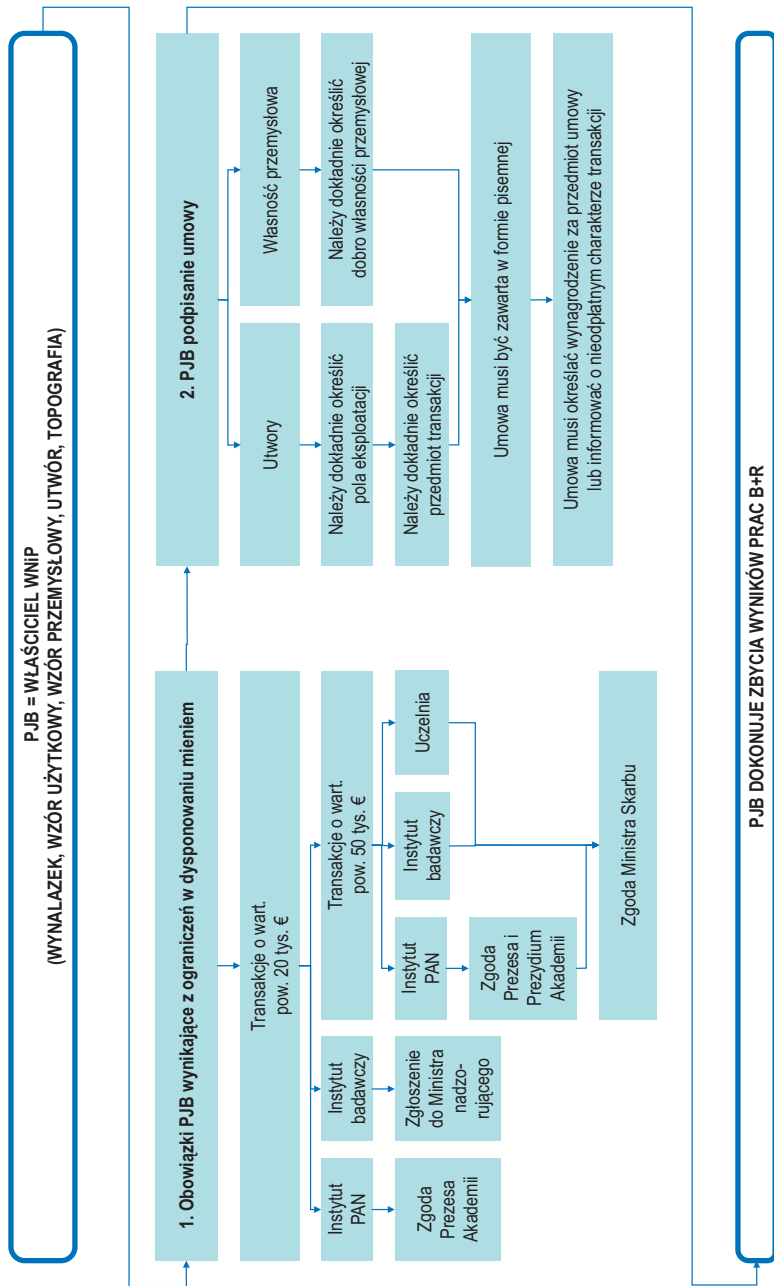 PJB = WŁAŚCICIEL WNiP
(WYNALAZEK, WZÓR UŻYTKOWY, WZÓR PRZEMYSŁOWY, UTWÓR, TOPOGRAFIA)
1. Obowiązki PJB wynikające z ograniczeń w dysponowaniu mieniem
Transakcje o wart.
pow. 20 tys. €
Instytut
PAN
Zgoda
Prezesa
Akademii
Instytut
badawczy
Zgłoszenie
do Ministra
nadzo-
rującego
Transakcje o wart.
pow. 50 tys. €
Instytut
PAN
Zgoda
Prezesa i
Prezydium
Akademii
Instytut
badawczy
Uczelnia
Zgoda Ministra Skarbu
2. PJB podpisanie umowy
Utwory
Należy dokładnie określić
pola eksploatacji
Należy dokładnie określić
przedmiot transakcji
Własność przemysłowa
Należy dokładnie określić
dobro własności przemysłowej
Umowa musi być zawarta w formie pisemnej
Umowa musi określać wynagrodzenie za przedmiot umowy
lub informować o nieodpłatnym charakterze transakcji
PJB DOKONUJE ZBYCIA WYNIKÓW PRAC B+R